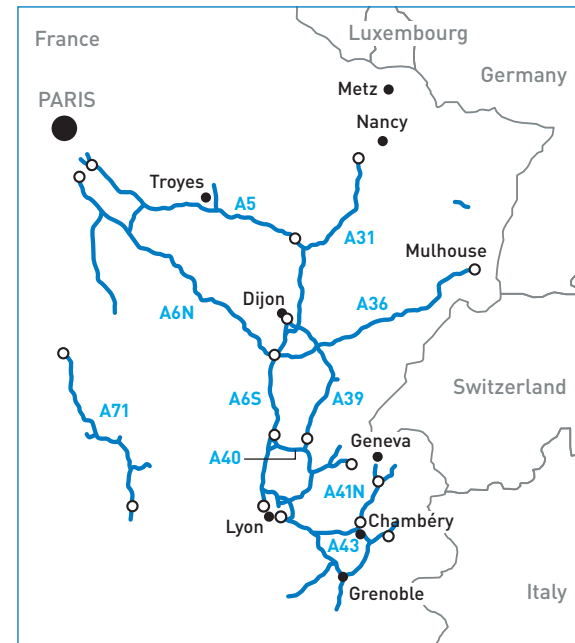 France
Luxembourg
Germany
Metz
PARIS
Nancy
Troyes
A5
A31
Mulhouse
Dijon
A36
A6N
Switzerland
A6S
A39
A71
Geneva
A40
A41N
Lyon
Chambéry
A43
Grenoble
Italy